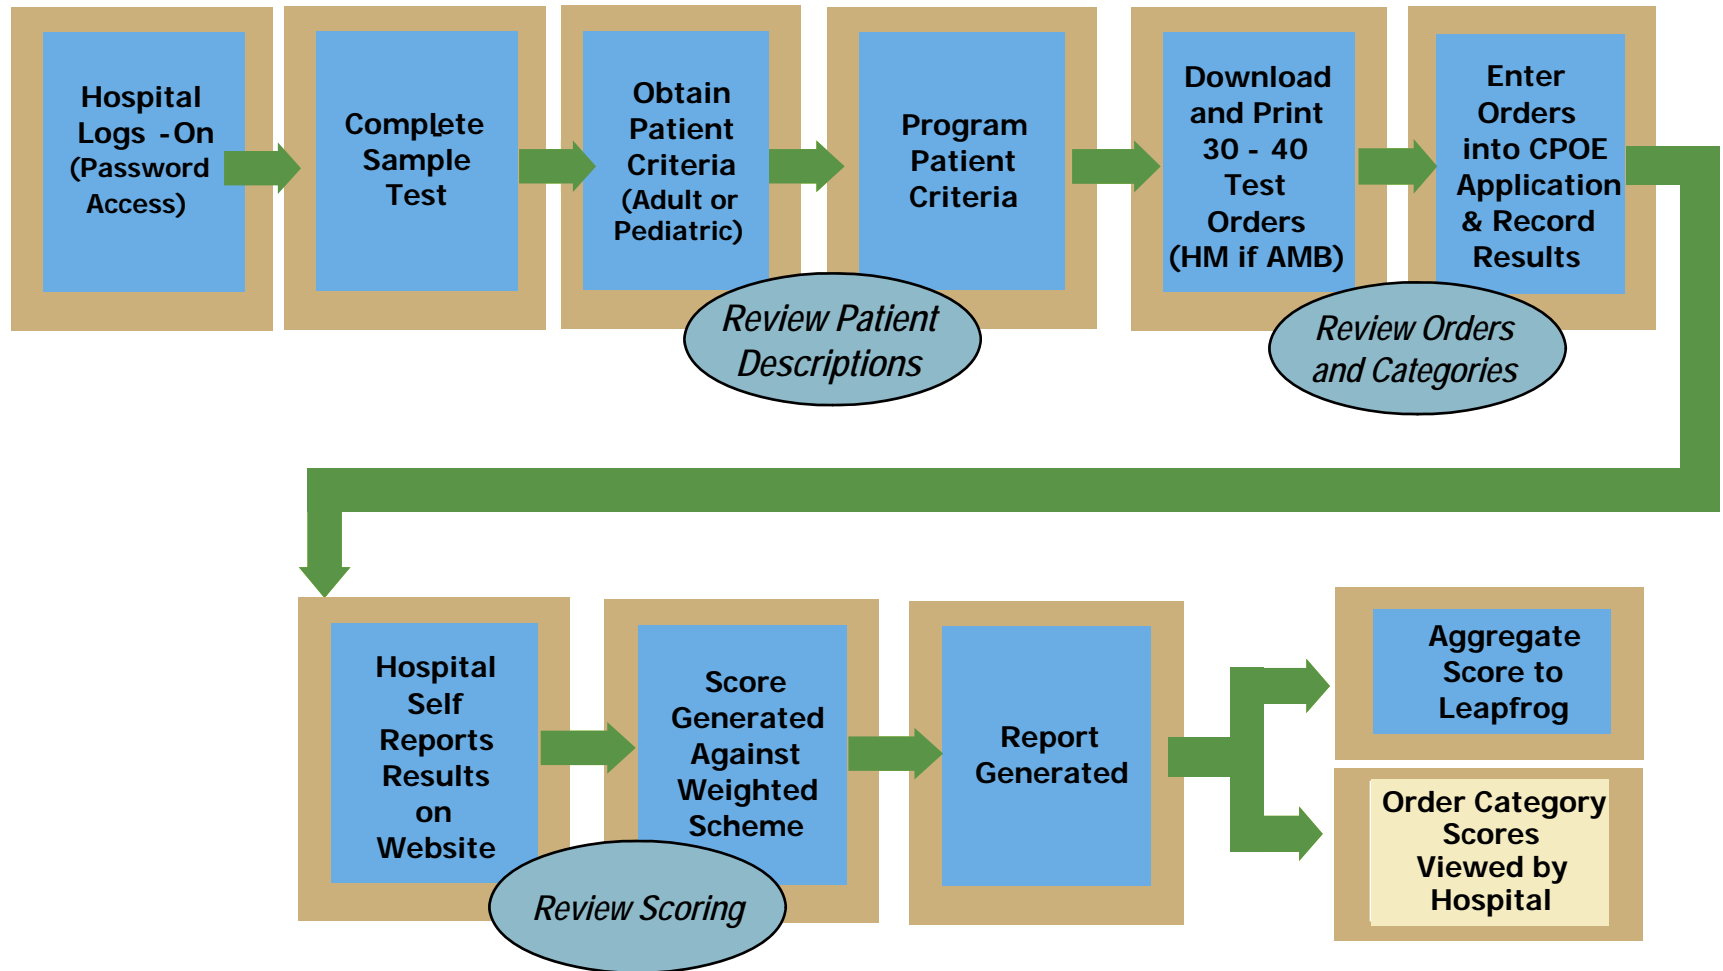 Hospital
Logs -On
(Password
Access)
Complete
Sample
Test
Obtain
Patient
Criteria
(Adult or
Pediatric)
Program
Patient
Criteria
Download
and Print
30 - 40
Test
Orders
(HM if AMB)
Enter
Orders
into CPOE
Application
& Record
Results
Review Patient
Descriptions
Review Orders
and Categories
Hospital
Self
Reports
Results
on
Website
Score
Generated
Against
Weighted
Scheme
Review Scoring
Report
Generated
Aggregate
Score to
Leapfrog
Order Category
Scores
Viewed by
Hospital